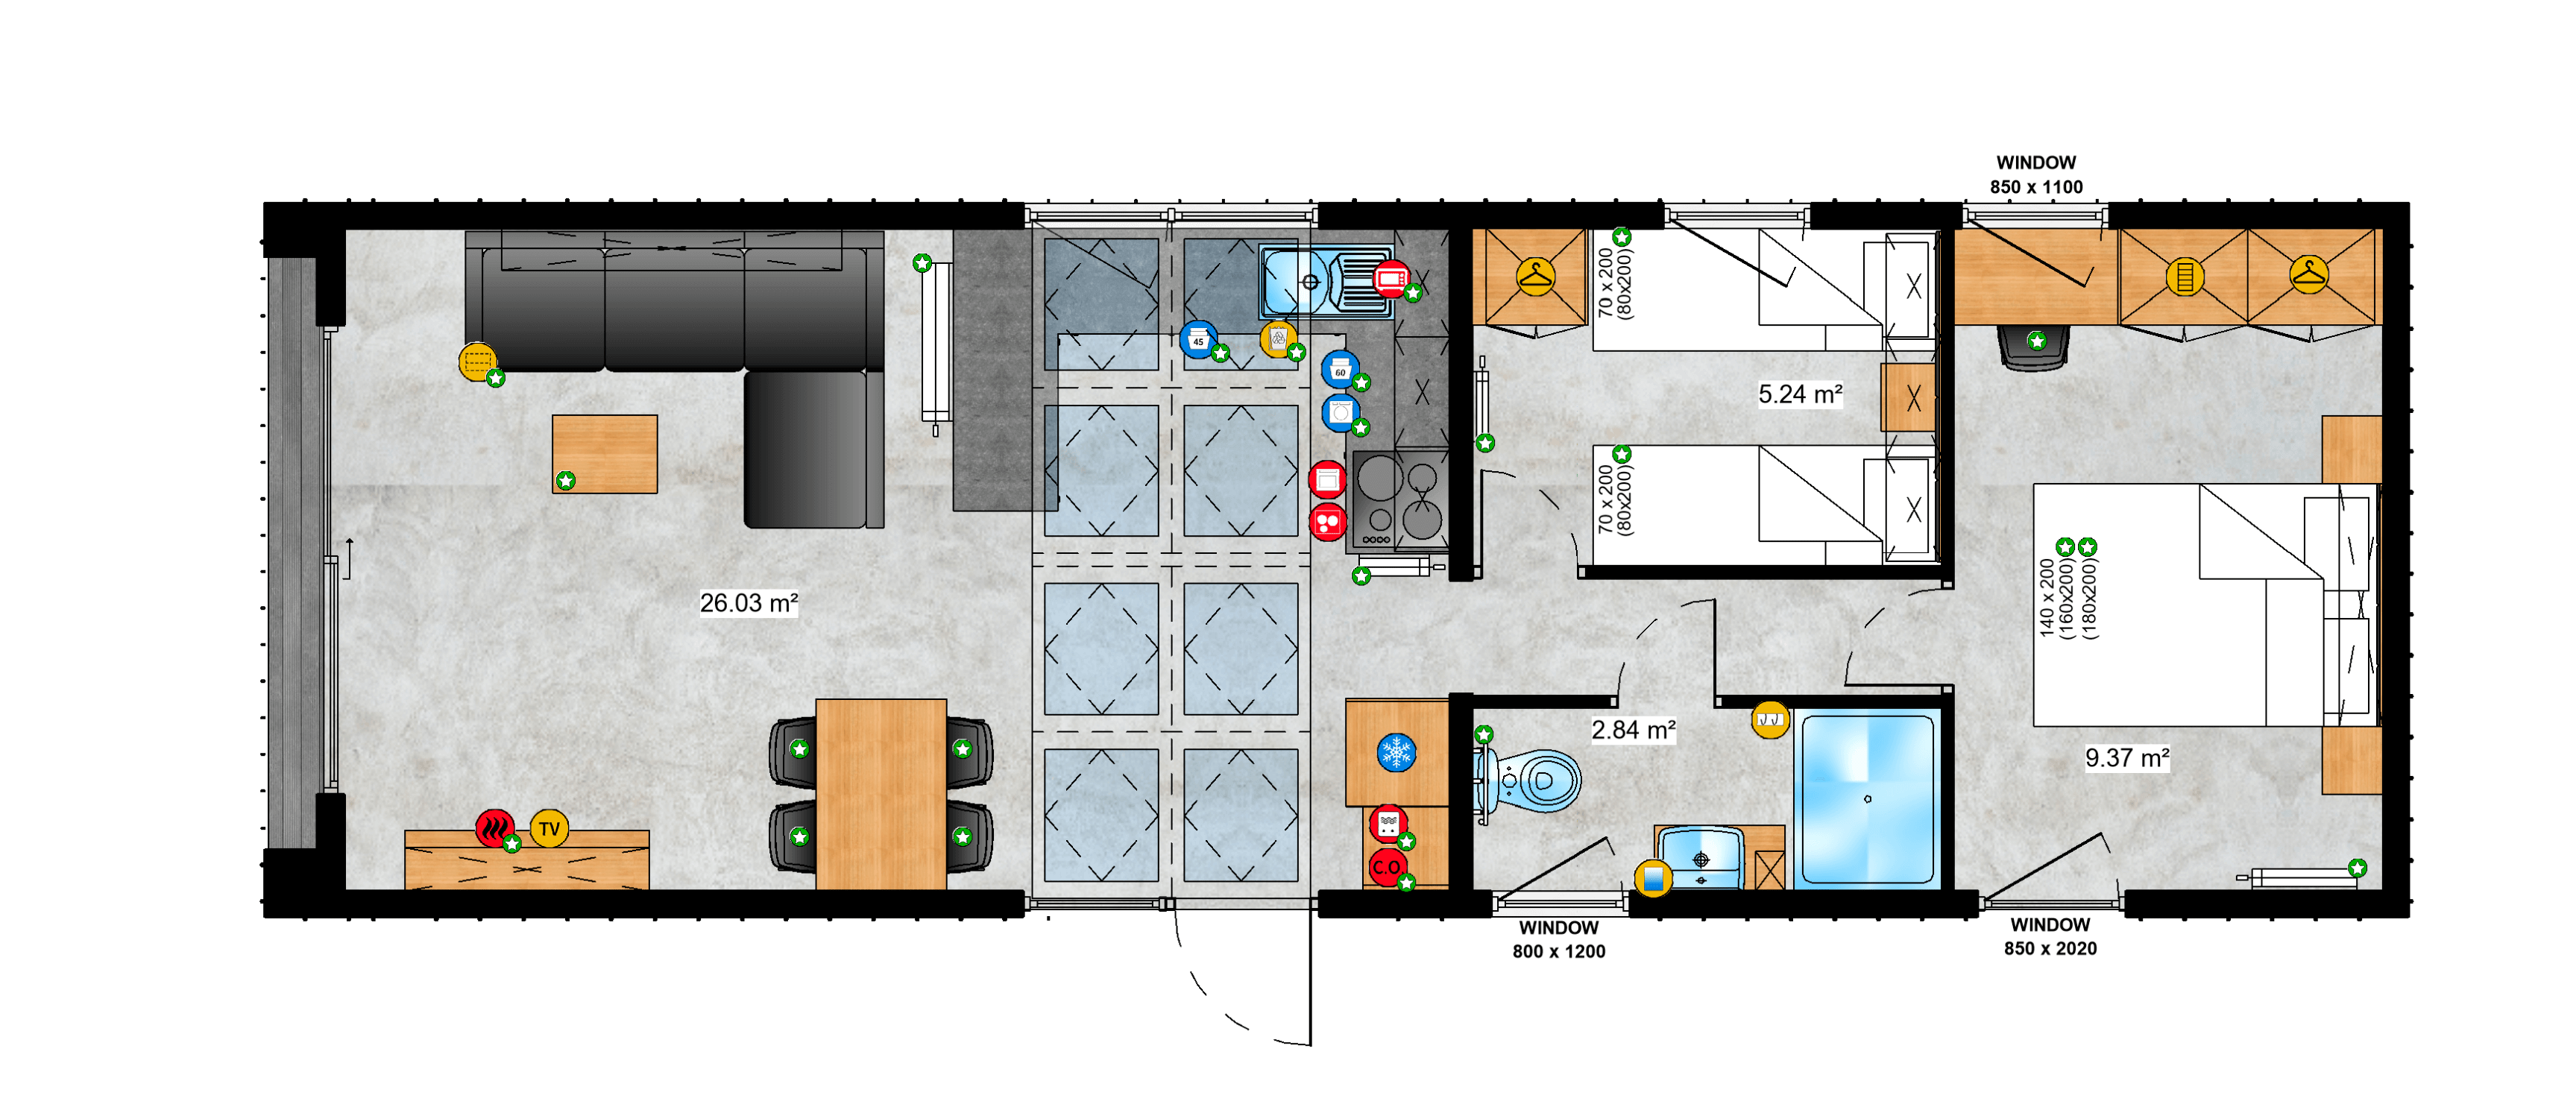 WINDOW
850 x 1100
45
60
70 x 200
(80x200)
5.24 m²
70 x 200
(80x200)
140 x 200
(160x200)
(180x200)
26.03 m²
2.84 m²
9.37 m²
TV
C.O.
WINDOW
800 x 1200
WINDOW
850 x 2020